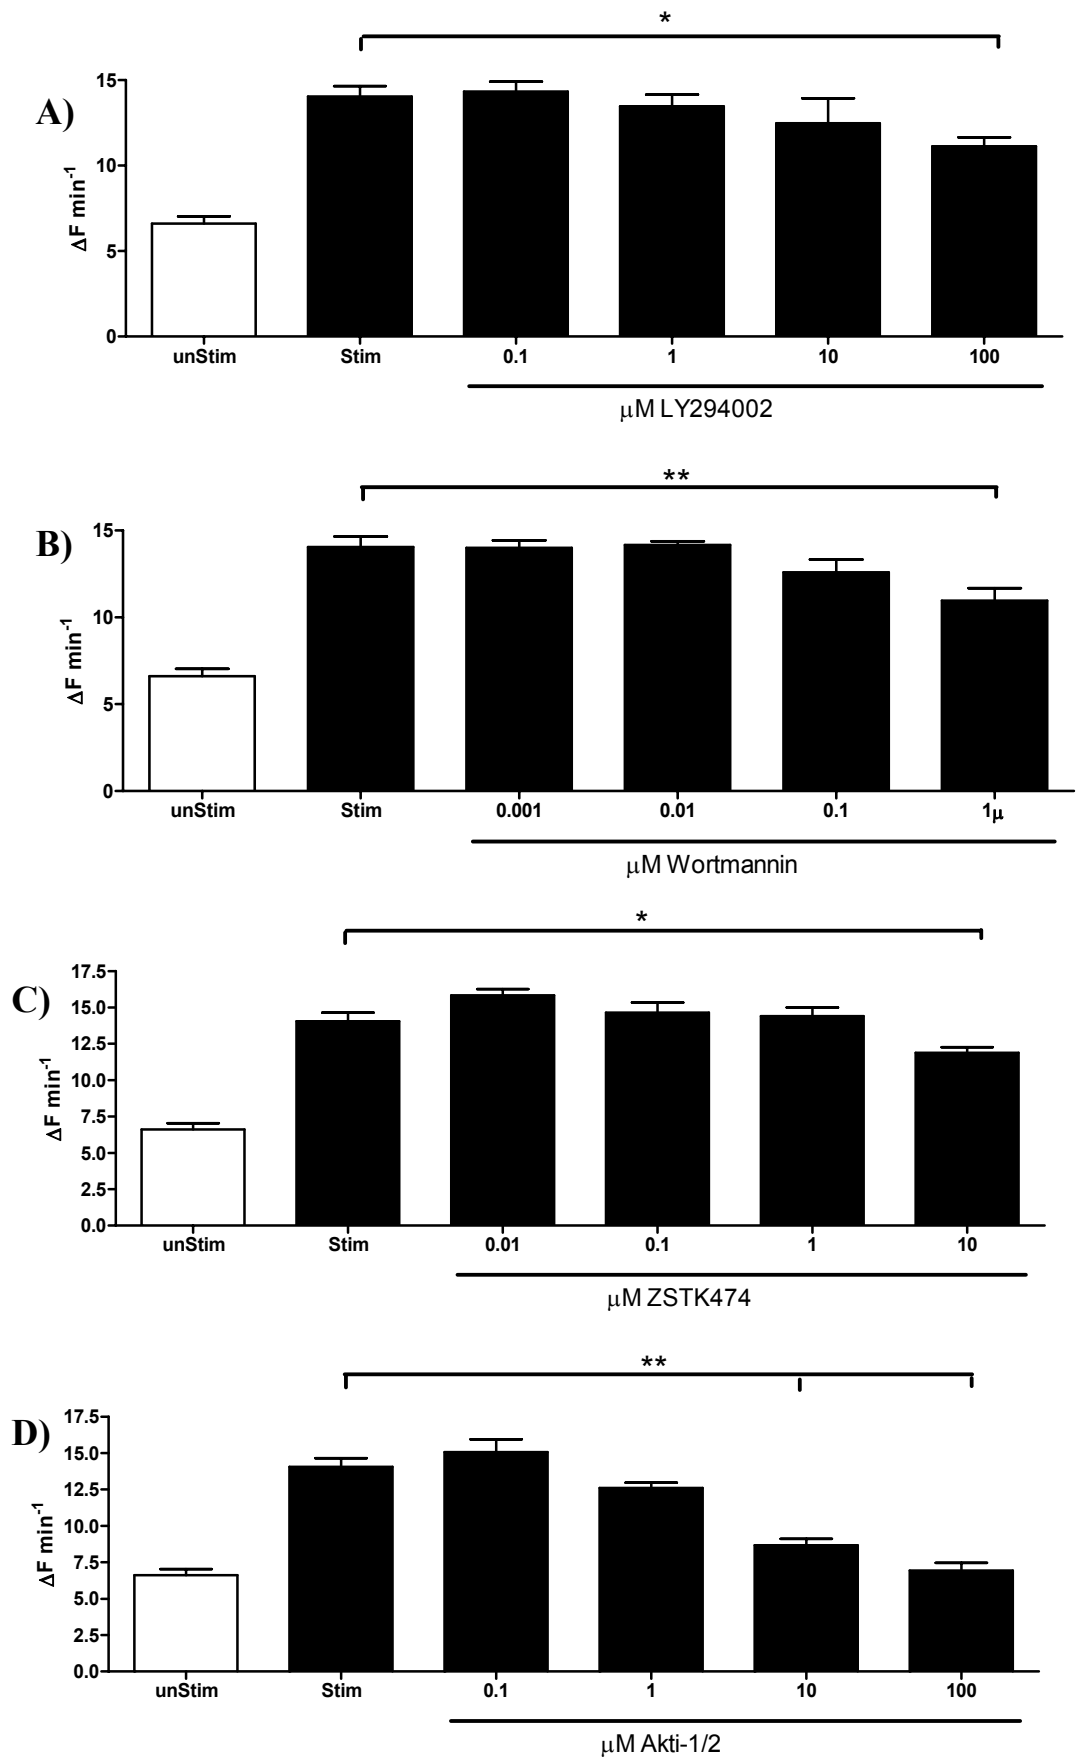 *
A)
15
10
5
0
ΔF min-1
unStim Stim 0.1 1 10 100
μM LY294002
**
B)
15
10
5
0
ΔF min-1
unStim Stim 0.001 0.01 0.1 1μ
μM Wortmannin
*
C)
17.5
15.0
12.5
10.0
7.5
5.0
2.5
0.0
ΔF min-1
unStim Stim 0.01 0.1 1 10
μM ZSTK474
**
D)
17.5
15.0
12.5
10.0
7.5
5.0
2.5
0.0
ΔF min-1
unStim Stim 0.1 1 10 100
μM Akti-1/2